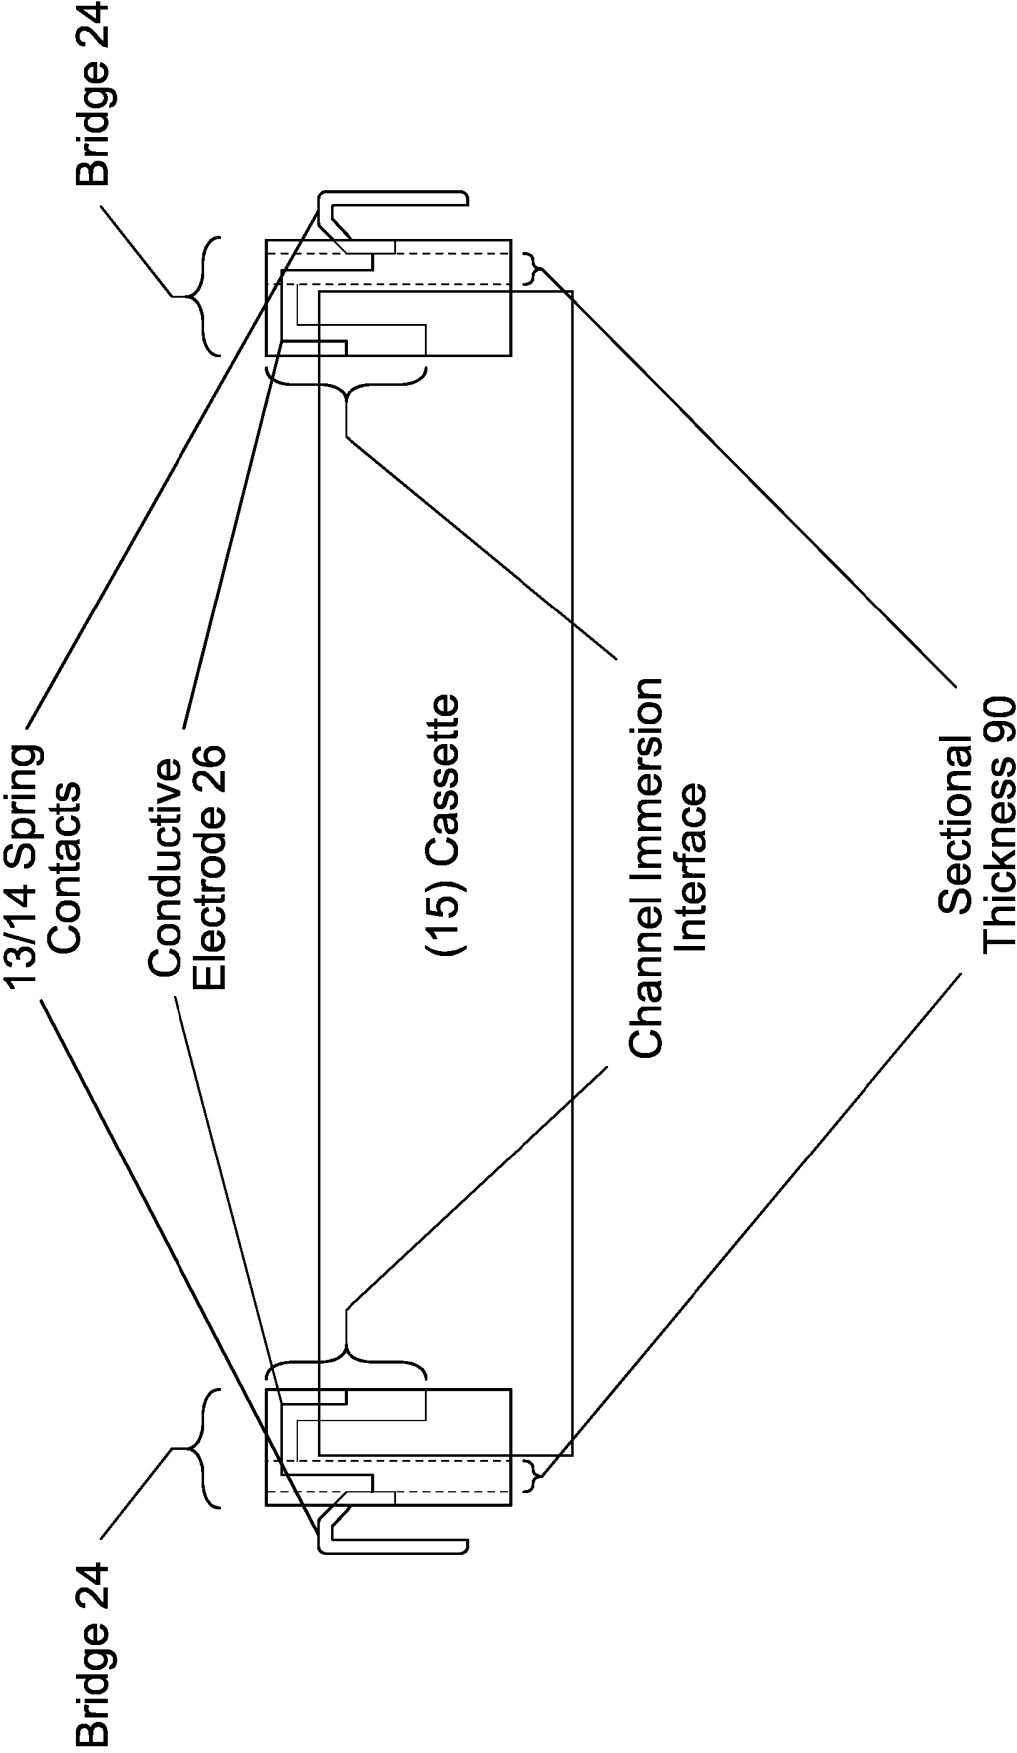 Bridge 24
Bridge 24
13/14 Spring
Contacts
Conductive
Electrode 26
(15) Cassette
Channel Immersion
Interface
Sectional
Thickness 90